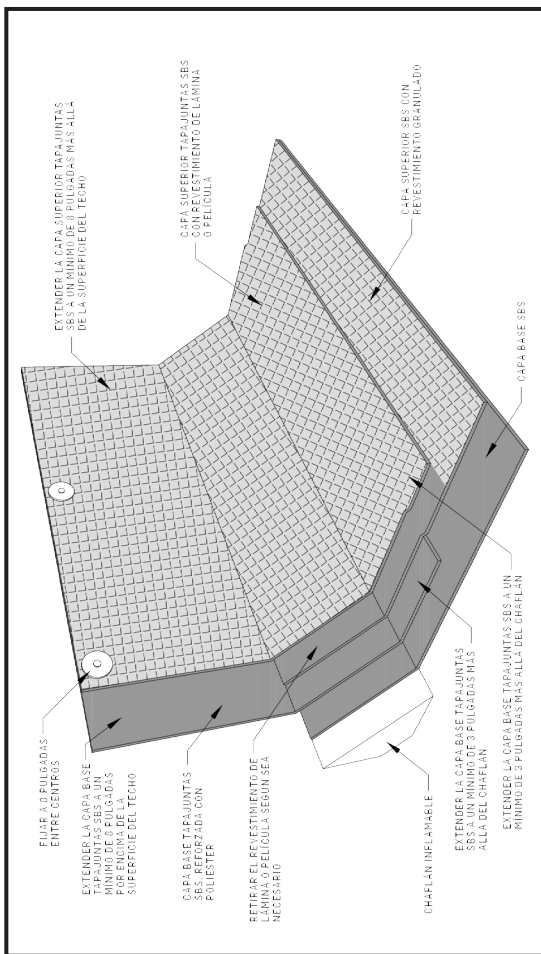 FIJAR A 8 PULGADAS
ENTRE CENTROS
EXTENDER LA CAPA BASE
TAPAJUNTAS SBS A UN
MÍNIMO DE 8 PULGADAS
POR ENCIMA DE LA
SUPERFICIE DEL TECHO
CAPA BASE TAPAJUNTAS
SBS, REFORZADA CON
POLIESTER
RETIRAR EL REVESTIMIENTO DE
LÁMINA O PELÍCULA SEGÚN SEA
NECESARIO
CHAFLÁN INFLAMABLE
EXTENDER LA CAPA BASE TAPAJUNTAS
SBS A UN MÍNIMO DE 3 PULGADAS MÁS
ALLÁ DEL CHAFLÁN
EXTENDER LA CAPA BASE TAPAJUNTAS SBS A UN
MÍNIMO DE 3 PULGADAS MÁS ALLÁ DEL CHAFLÁN
EXTENDER LA CAPA SUPERIOR TAPAJUNTAS
SBS A UN MÍNIMO DE 8 PULGADAS MÁS ALLÁ
DE LA SUPERFICIE DEL TECHO
CAPA SUPERIOR TAPAJUNTAS SBS
CON REVESTIMIENTO DE LÁMINA
O PELÍCULA
CAPA SUPERIOR SBS CON
REVESTIMIENTO GRANULADO
CAPA BASE SBS